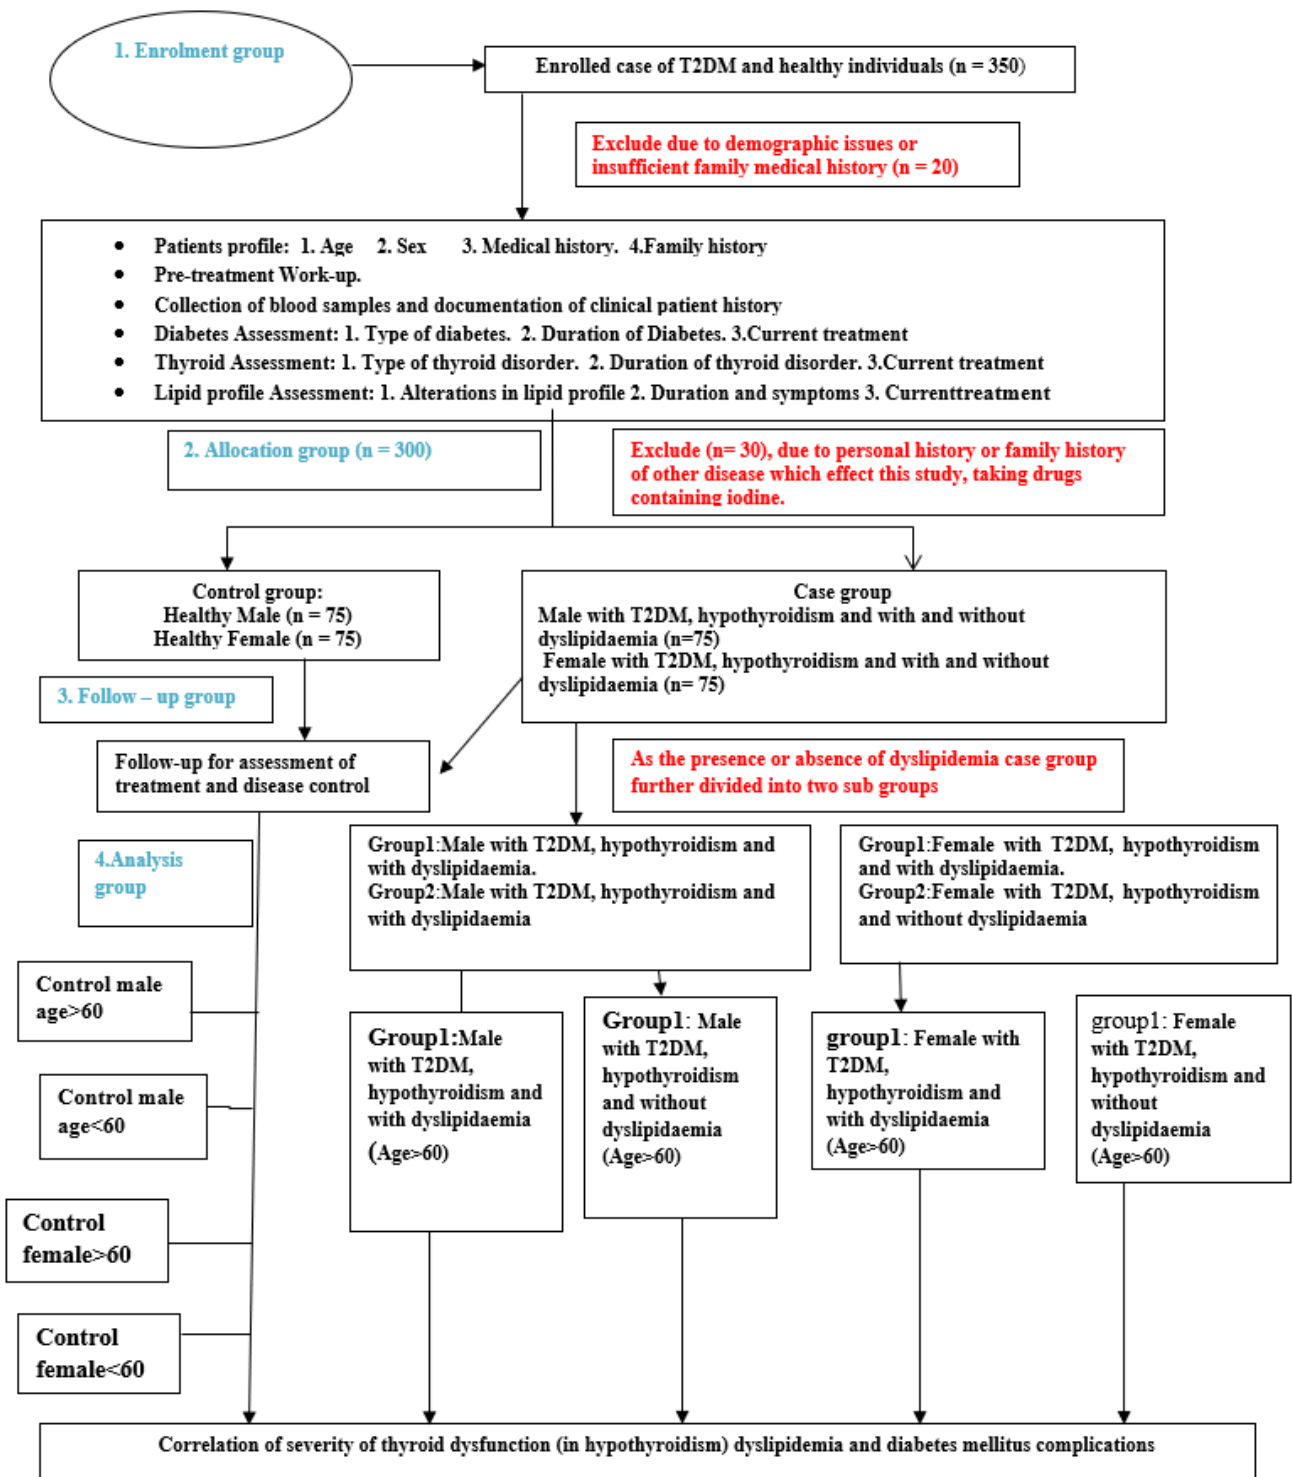 1. Enrolment group
Enrolled case of T2DM and healthy individuals (n = 350)
Exclude due to demographic issues or
insufficient family medical history (n = 20)
• Patients profile: 1. Age 2. Sex 3. Medical history. 4.Family history
• Pre-treatment Work-up.
• Collection of blood samples and documentation of clinical patient history
• Diabetes Assessment: 1. Type of diabetes. 2. Duration of Diabetes. 3.Current treatment
• Thyroid Assessment: 1. Type of thyroid disorder. 2. Duration of thyroid disorder. 3.Current treatment
• Lipid profile Assessment: 1. Alterations in lipid profile 2. Duration and symptoms 3. Currenttreatment
2. Allocation group (n = 300)
Exclude (n= 30), due to personal history or family history
of other disease which effect this study, taking drugs
containing iodine.
Control group:
Healthy Male (n = 75)
Healthy Female (n = 75)
Case group
Male with T2DM, hypothyroidism and with and without
dyslipidaemia (n=75)
Female with T2DM, hypothyroidism and with and without
dyslipidaemia (n= 75)
3. Follow – up group
Follow-up for assessment of
treatment and disease control
As the presence or absence of dyslipidemia case group
further divided into two sub groups
4.Analysis
group
Group1:Male with T2DM, hypothyroidism and
with dyslipidaemia.
Group2:Male with T2DM, hypothyroidism and
with dyslipidaemia
Group1:Female with T2DM, hypothyroidism
and with dyslipidaemia.
Group2:Female with T2DM, hypothyroidism
and without dyslipidaemia
Control male
age>60
Control male
age<60
Control
female>60
Control
female<60
Group1:Male
with T2DM,
hypothyroidism and
with dyslipidaemia
(Age>60)
Group1: Male
with T2DM,
hypothyroidism
and without
dyslipidaemia
(Age>60)
group1: Female with
T2DM,
hypothyroidism and
with dyslipidaemia
(Age>60)
group1: Female
with T2DM,
hypothyroidism and
without
dyslipidaemia
(Age>60)
Correlation of severity of thyroid dysfunction (in hypothyroidism) dyslipidemia and diabetes mellitus complications